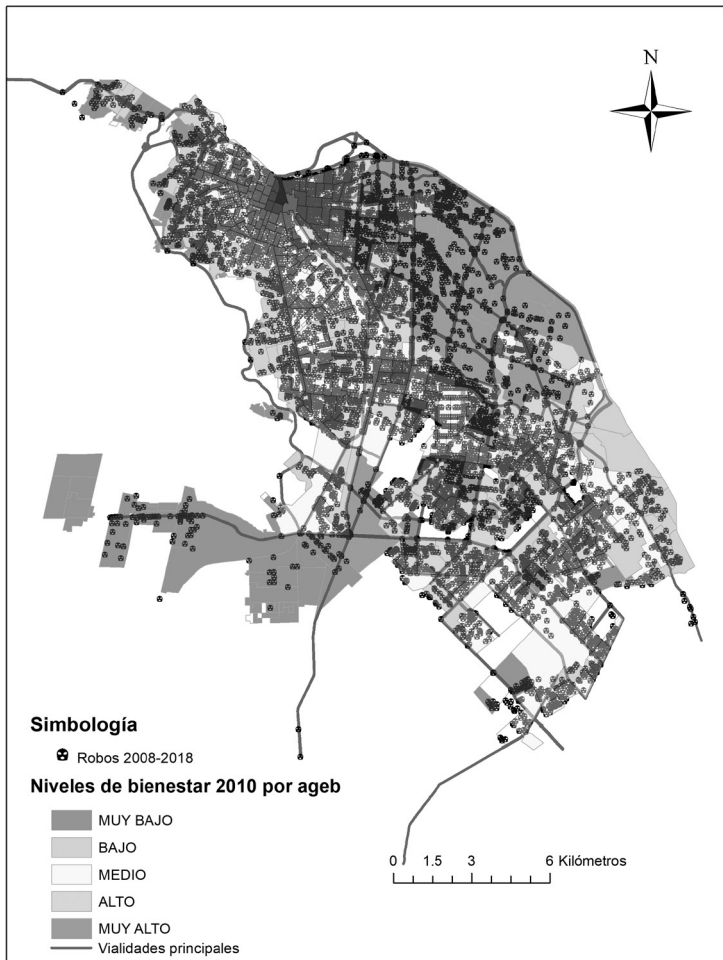 N
Simbología
Robos 2008-2018
Niveles de bienestar 2010 por ageb
MUY BAJO
BAJO
MEDIO
ALTO
MUY ALTO
Vialidades principales
0 1.5 3 6 Kilómetros